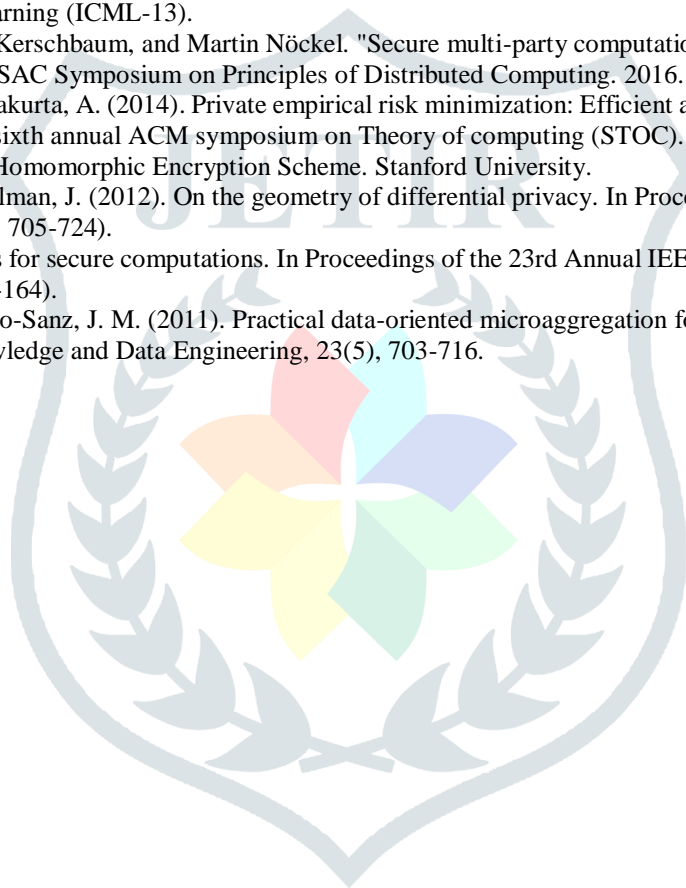 arning (ICML-13).
Kerschbaum, and Martin Nöckel. "Secure multi-party computatio
SAC Symposium on Principles of Distributed Computing. 2016.
akurta, A. (2014). Private empirical risk minimization: Efficient a
sixth annual ACM symposium on Theory of computing (STOC).
Homomorphic Encryption Scheme. Stanford University.
lman, J. (2012). On the geometry of differential privacy. In Proce
705-724).
s for secure computations. In Proceedings of the 23rd Annual IEE
-164).
o-Sanz, J. M. (2011). Practical data-oriented microaggregation fo
wledge and Data Engineering, 23(5), 703-716.
JETIR